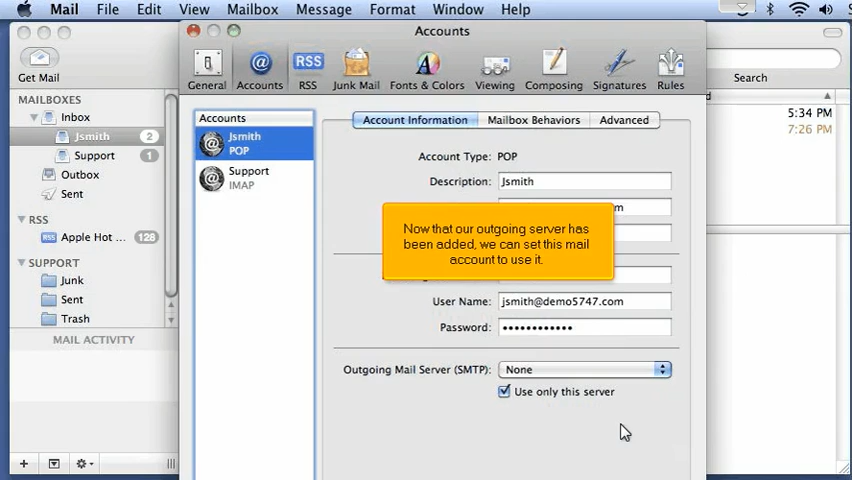 Mail File Edit View Mailbox Message Format Window Help
Accounts
Get Mail
General Accounts RSS Junk Mail Fonts & Colors Viewing Composing Signatures Rules
RSS
Search
MAILBOXES
Inbox
Jsmith 2
Support 1
Outbox
Sent
RSS
Apple Hot ... 128
SUPPORT
Junk
Sent
Trash
MAIL ACTIVITY
Accounts
Jsmith
POP
Support
IMAP
Account Information Mailbox Behaviors Advanced
Account Type: POP
Description: Jsmith
Now that our outgoing server has
been added, we can set this mail
account to use it.
User Name: jsmith@demo5747.com
Password: ••••••••••••
Outgoing Mail Server (SMTP): None
Use only this server
5:34 PM
7:26 PM